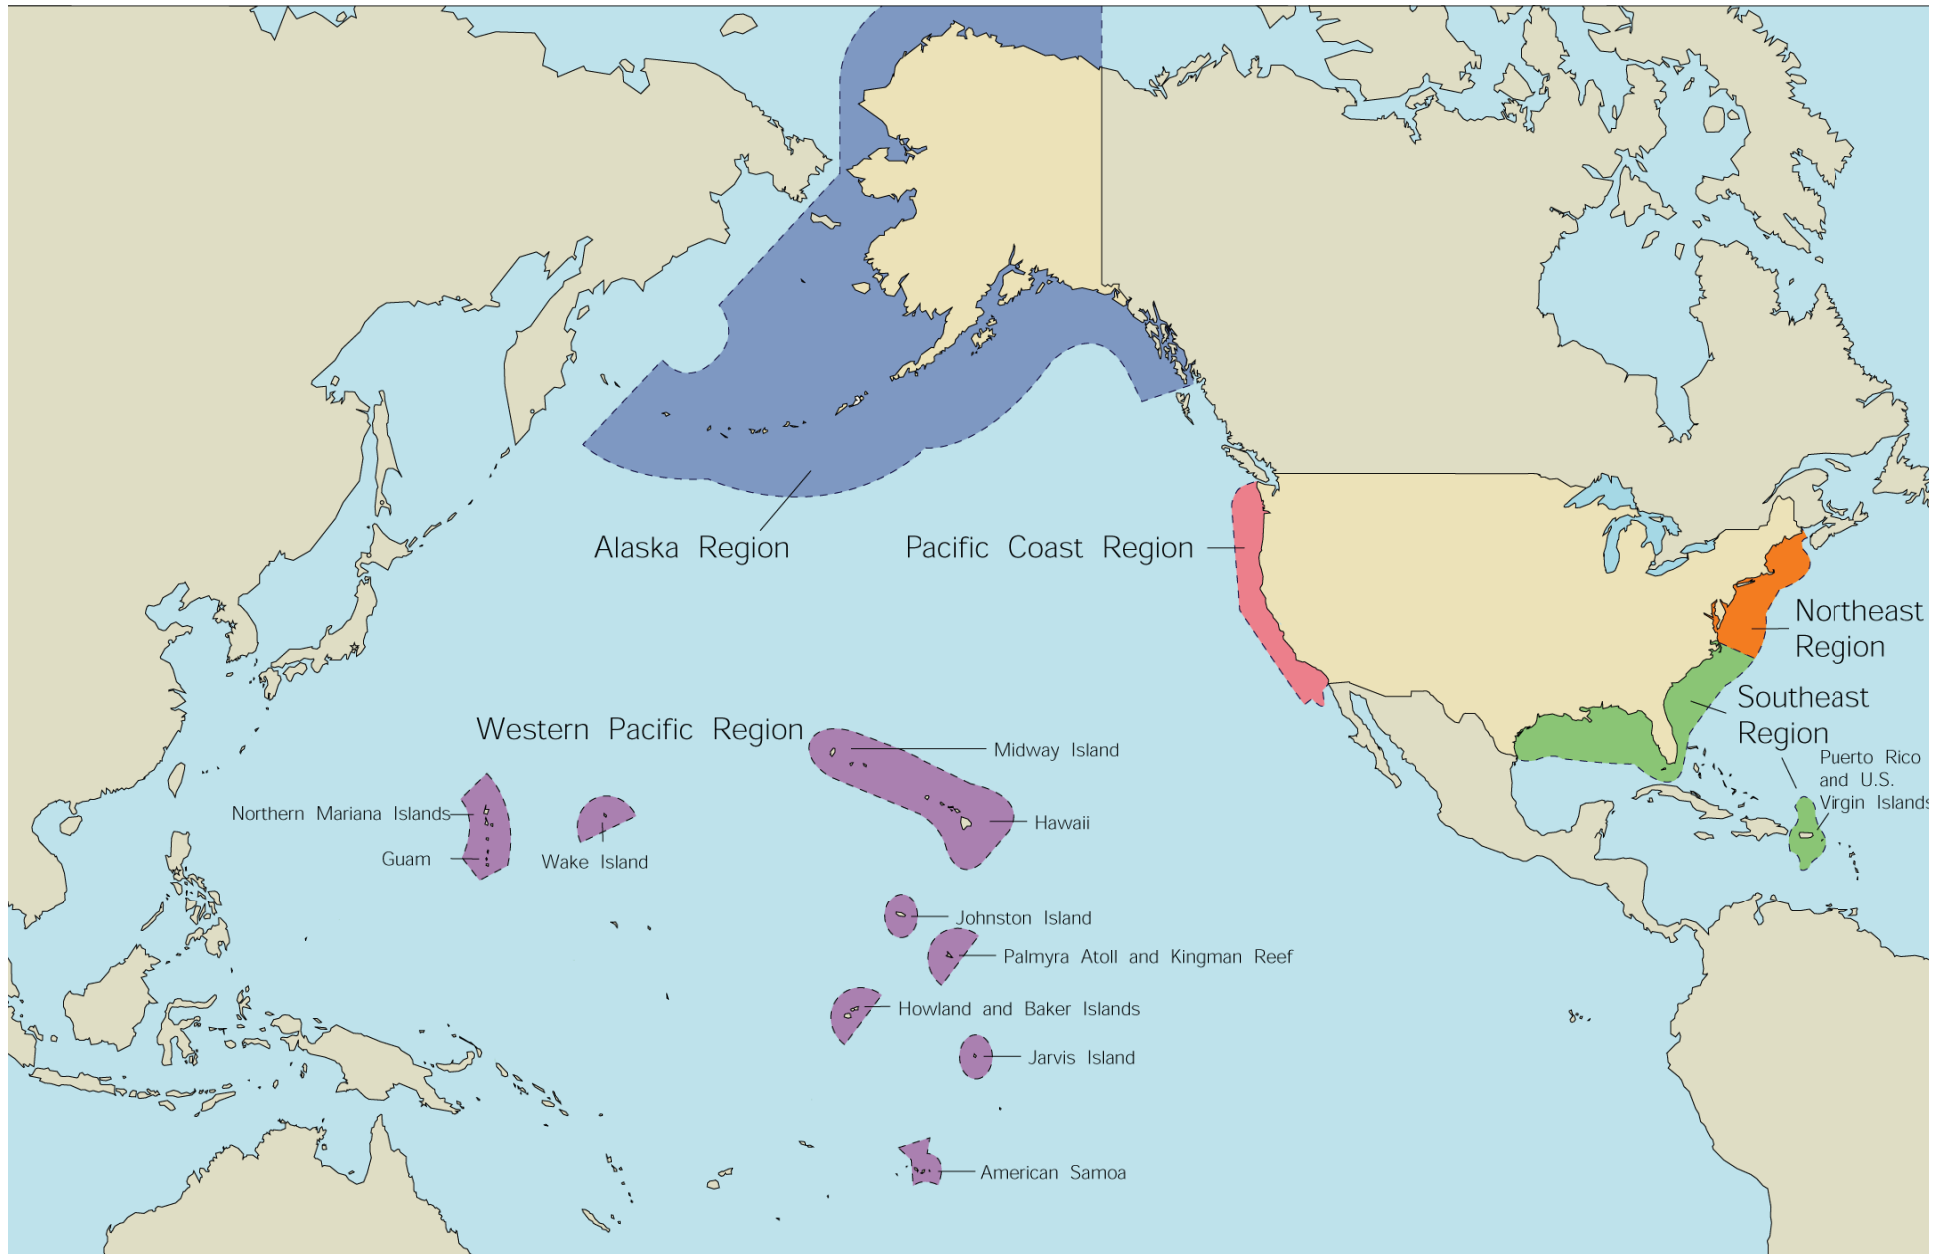 Alaska Region
Pacific Coast Region
Northeast
Region
Southeast
Region
Western Pacific Region
Midway Island
Puerto Rico
and U.S.
Virgin Islands
Northern Mariana Islands
Hawaii
Guam
Wake Island
Johnston Island
Palmyra Atoll and Kingman Reef
Howland and Baker Islands
Jarvis Island
American Samoa